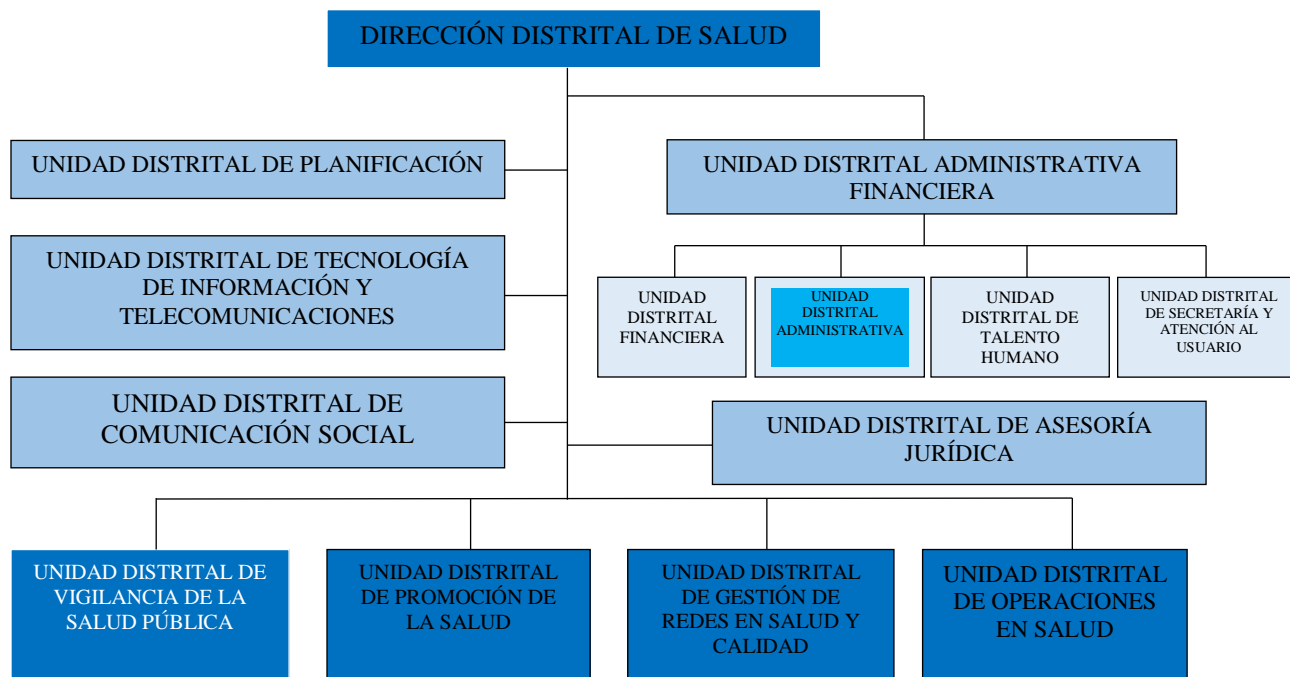 DIRECCIÓN DISTRITAL DE SALUD
UNIDAD DISTRITAL DE PLANIFICACIÓN
UNIDAD DISTRITAL ADMINISTRATIVA
FINANCIERA
UNIDAD DISTRITAL DE TECNOLOGÍA
DE INFORMACIÓN Y
TELECOMUNICACIONES
UNIDAD
DISTRITAL
FINANCIERA
UNIDAD
DISTRITAL
ADMINISTRATIVA
UNIDAD
DISTRITAL DE
TALENTO
HUMANO
UNIDAD DISTRITAL
DE SECRETARÍA Y
ATENCIÓN AL
USUARIO
UNIDAD DISTRITAL DE
COMUNICACIÓN SOCIAL
UNIDAD DISTRITAL DE ASESORÍA
JURÍDICA
UNIDAD DISTRITAL DE
VIGILANCIA DE LA
SALUD PÚBLICA
UNIDAD DISTRITAL
DE PROMOCIÓN DE
LA SALUD
UNIDAD DISTRITAL
DE GESTIÓN DE
REDES EN SALUD Y
CALIDAD
UNIDAD DISTRITAL
DE OPERACIONES
EN SALUD